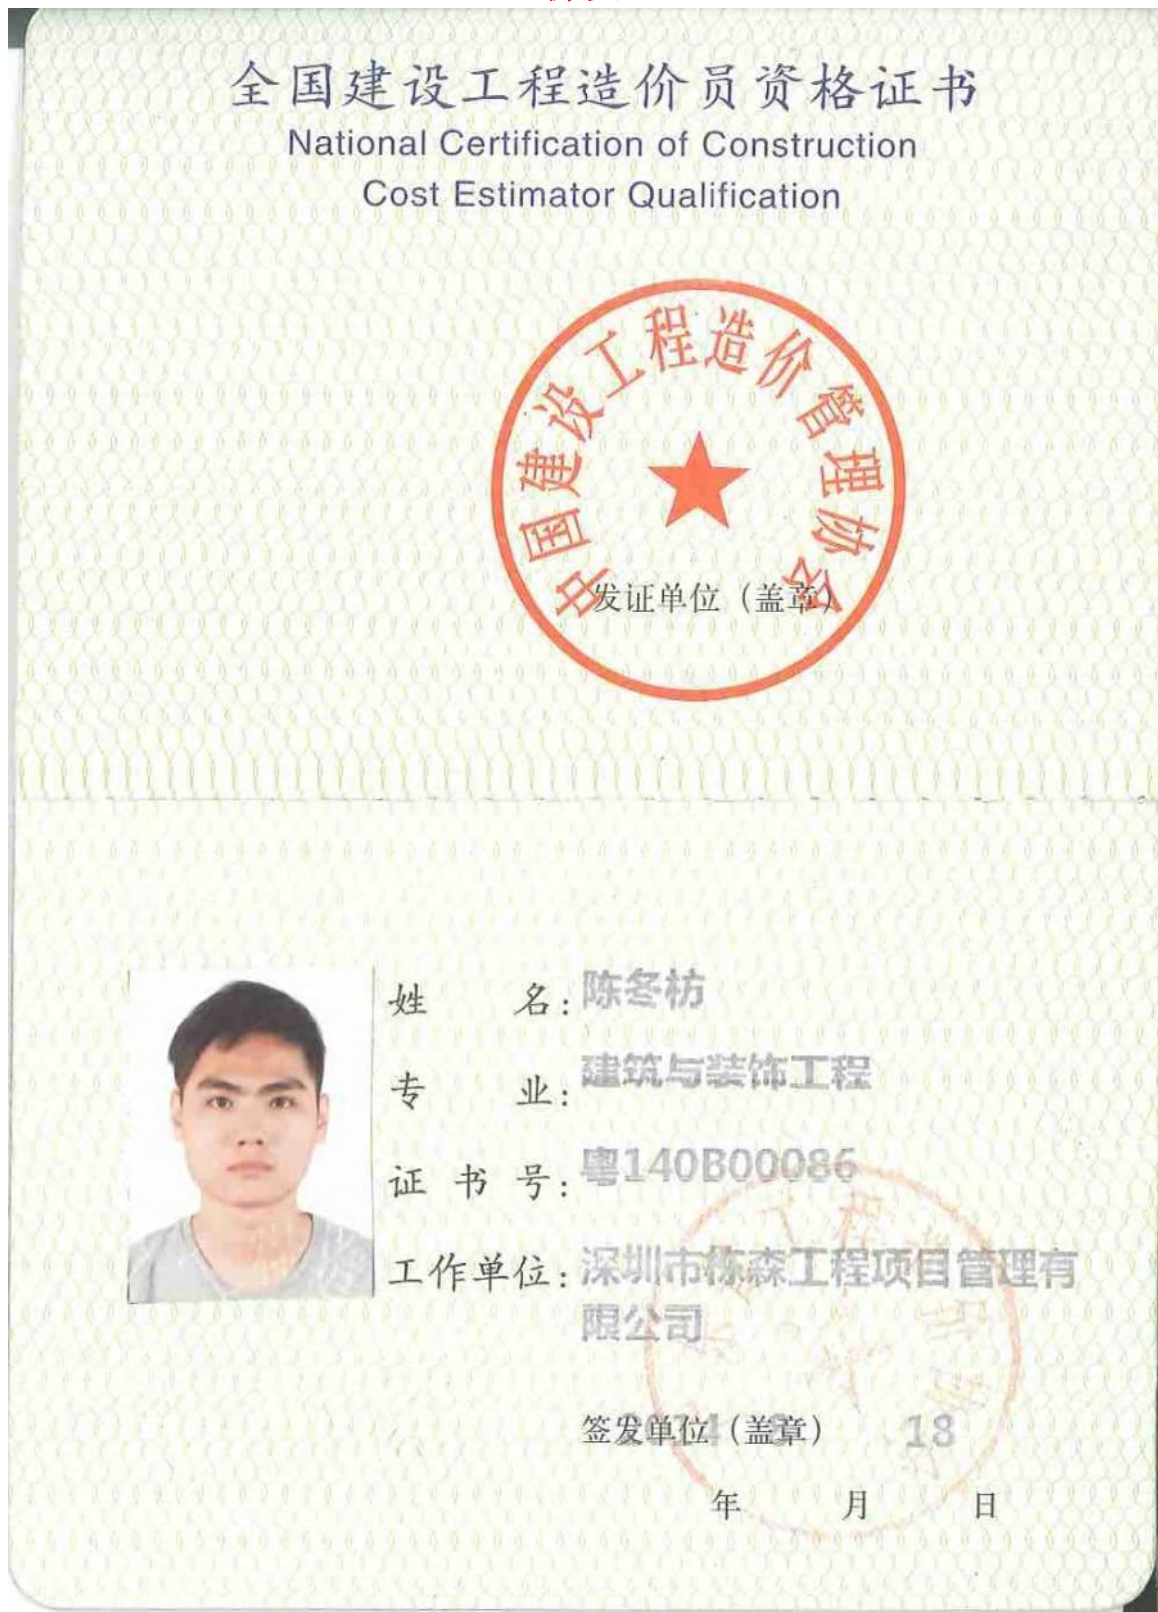 全国建设工程造价员资格证书
National Certification of Construction
Cost Estimator Qualification
中国建设工程造价管理协会
发证单位（盖章）
姓 名：陈冬枋
专 业：建筑与装饰工程
证 书 号：粤140B00086
工作单位：深圳市栋森工程项目管理有
限公司
签发单位（盖章）
2014 18
年 月 日